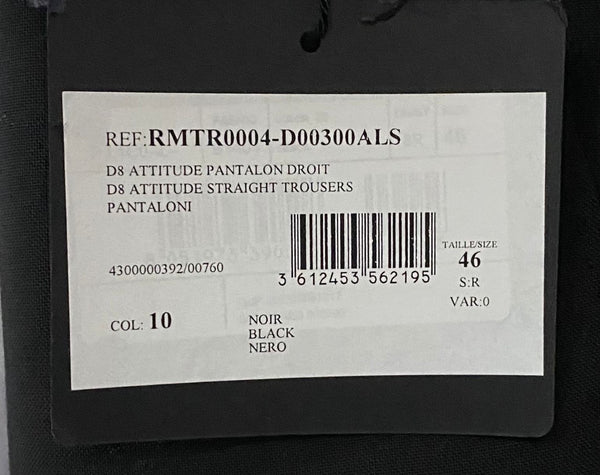 REF:RMTR0004-D00300ALS
D8 ATTITUDE PANTALON DROIT
D8 ATTITUDE STRAIGHT TROUSERS
PANTALONI
4300000392/00760
3 612453 562195
TAILLE/SIZE
46
S:R
VAR:0
COL: 10
NOIR
BLACK
NERO